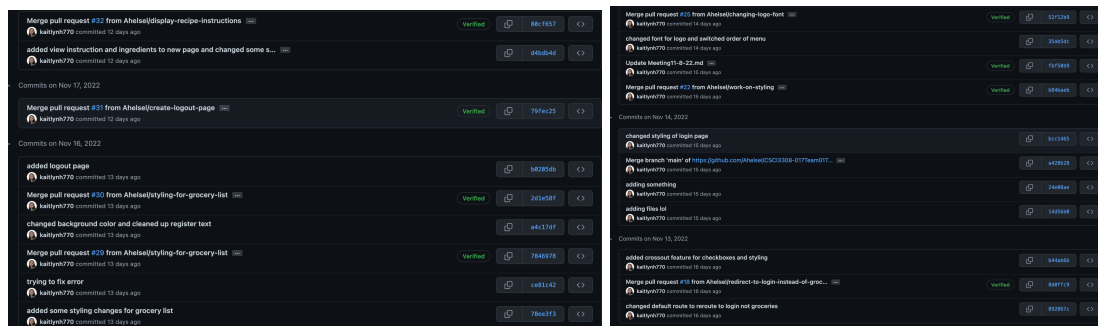 Merge pull request #32 from Ahelsel/display-recipe-instructions ...
Verified
80cf657
kaitlynh770 committed 12 days ago
added view instruction and ingredients to new page and changed some s... ...
d4bdb4d
kaitlynh770 committed 12 days ago
Commits on Nov 17, 2022
Merge pull request #31 from Ahelsel/create-logout-page ...
Verified
79fec25
kaitlynh770 committed 12 days ago
Commits on Nov 16, 2022
added logout page
b0205db
kaitlynh770 committed 13 days ago
Merge pull request #30 from Ahelsel/styling-for-grocery-list ...
Verified
2d1e58f
kaitlynh770 committed 13 days ago
changed background color and cleaned up register text
a4c17df
kaitlynh770 committed 13 days ago
Merge pull request #29 from Ahelsel/styling-for-grocery-list ...
Verified
7846978
kaitlynh770 committed 13 days ago
trying to fix error
ce81c42
kaitlynh770 committed 13 days ago
added some styling changes for grocery list
78ee3f3
kaitlynh770 committed 13 days ago
Merge pull request #25 from Ahelsel/changing-logo-font ...
Verified
52f12b9
kaitlynh770 committed 14 days ago
changed font for logo and switched order of menu
35ab5dc
kaitlynh770 committed 14 days ago
Update Meeting11-8-22.md ...
Verified
fbf50b9
kaitlynh770 committed 15 days ago
Merge pull request #22 from Ahelsel/work-on-styling ...
Verified
kaitlynh770 committed 15 days ago
Commits on Nov 14, 2022
changed styling of login page
bcc1465
kaitlynh770 committed 15 days ago
Merge branch 'main' of https://github.com/Ahelsel/CSCI3308-017Team01T... ...
a428b28
kaitlynh770 committed 15 days ago
adding something
24e08ae
kaitlynh770 committed 15 days ago
adding files lol
14d56b0
kaitlynh770 committed 15 days ago
Commits on Nov 13, 2022
added crossout feature for checkboxes and styling
b44ab6b
kaitlynh770 committed 16 days ago
Merge pull request #18 from Ahelsel/redirect-to-login-instead-of-groc... ...
Verified
kaitlynh770 committed 16 days ago
changed default route to reroute to login not groceries
892867c
kaitlynh770 committed 16 days ago